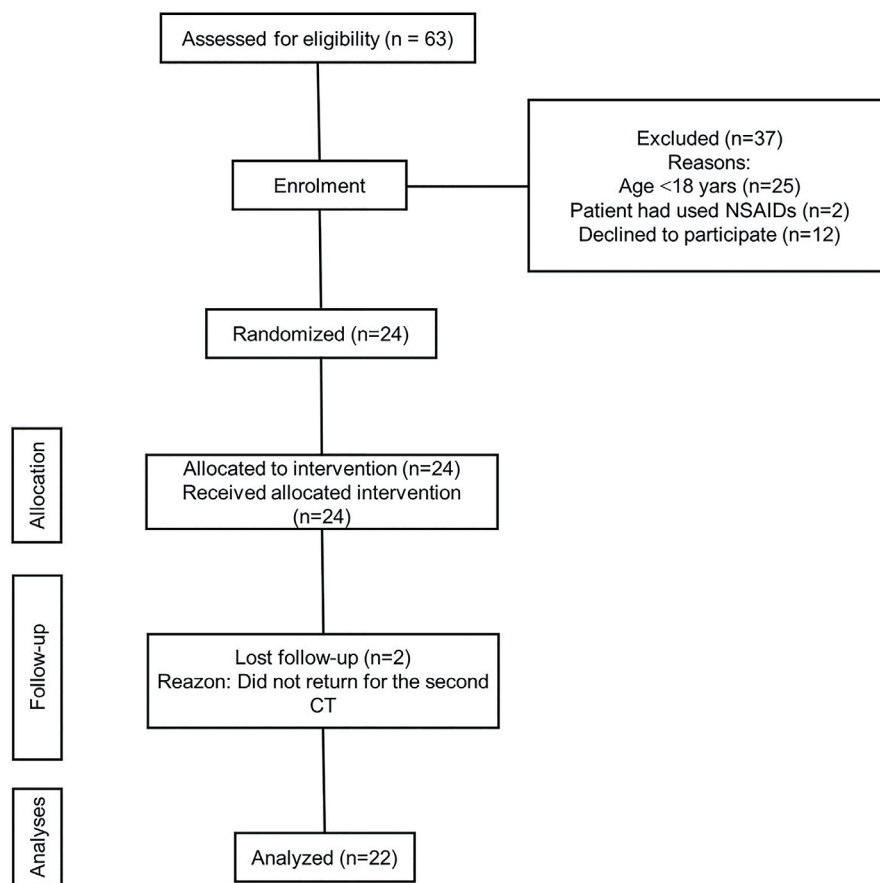 Assessed for eligibility (n = 63)
Excluded (n=37)
Reasons:
Age <18 yars (n=25)
Patient had used NSAIDs (n=2)
Declined to participate (n=12)
Enrolment
Randomized (n=24)
Allocation
Allocated to intervention (n=24)
Received allocated intervention
(n=24)
Follow-up
Lost follow-up (n=2)
Reazon: Did not return for the second
CT
Analyses
Analyzed (n=22)